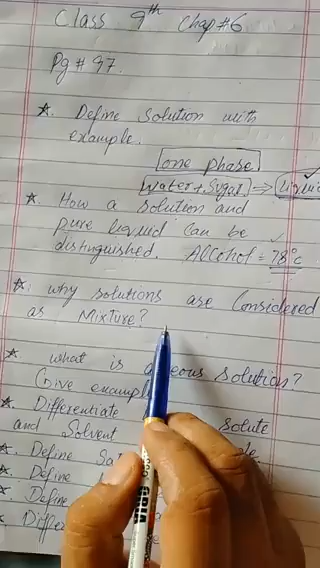 Class 9th Chap#6
Pg # 97.
* Define Solution with
example.
one phase
Water+Sugar ⇒
* How a solution and
pure liquid can be
distinguished. Alcohol = 78°c
* why solutions are Considered
as Mixture?
* what is solution?
Give
* Differentiate solute
and Solvent
* Define
* Define
* Define